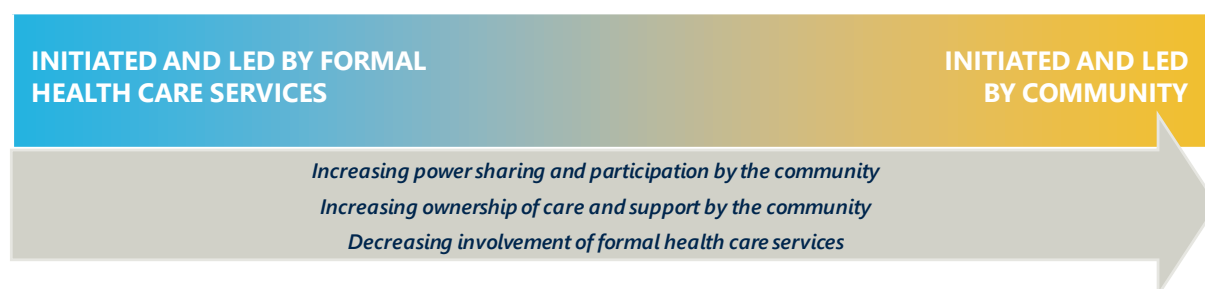 INITIATED AND LED BY FORMAL
HEALTH CARE SERVICES
INITIATED AND LED
BY COMMUNITY
Increasing power sharing and participation by the community
Increasing ownership of care and support by the community
Decreasing involvement of formal health care services